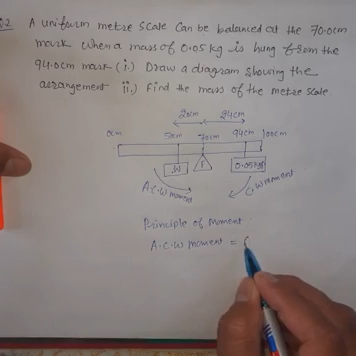 Q.2 A uniform metre scale can be balanced at the 70.0cm
mark when a mass of 0.05 kg is hung from the
94.0cm mark (i.) Draw a diagram showing the
arrangement ii.) Find the mass of the metre scale
20cm 24cm
0cm 50cm 70cm 94cm 100cm
W F 0.05kg
A.C.W moment C.W moment
Principle of Moment
A.C.W moment =